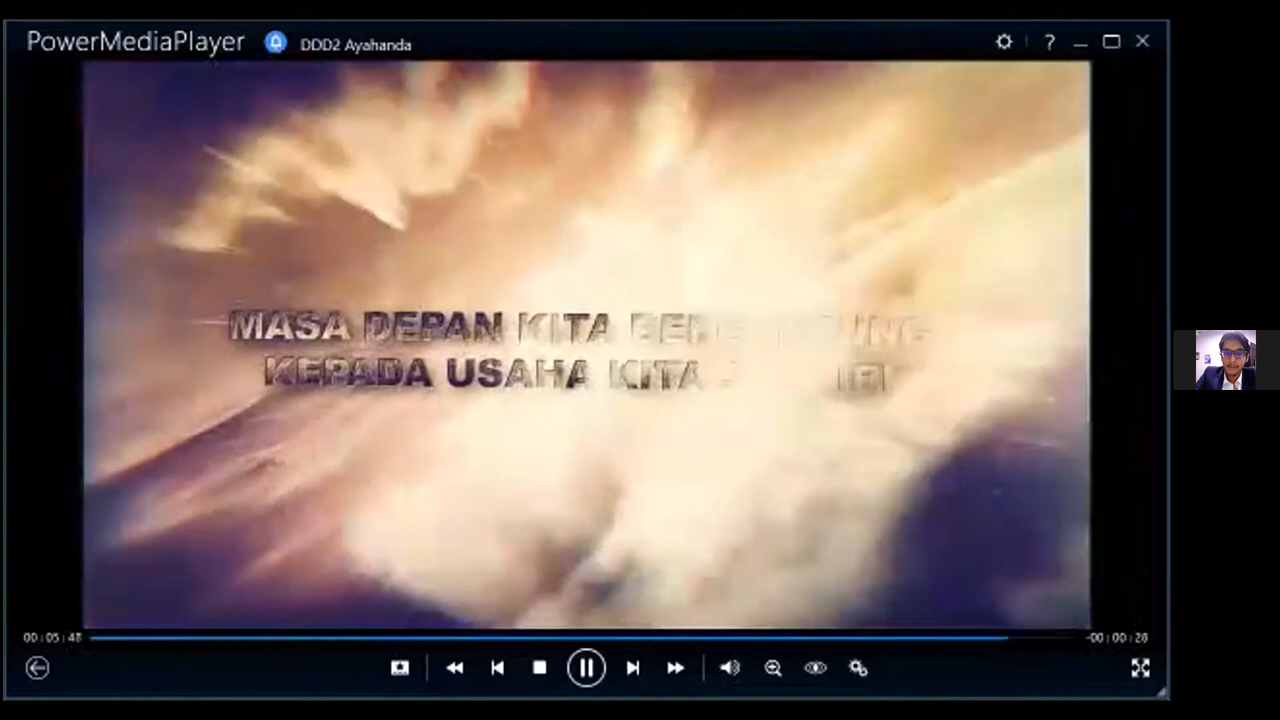 PowerMediaPlayer
DDD2 Ayahanda
MASA DEPAN KITA
KEPADA USAHA KITA
00:05:48
-00:00:28